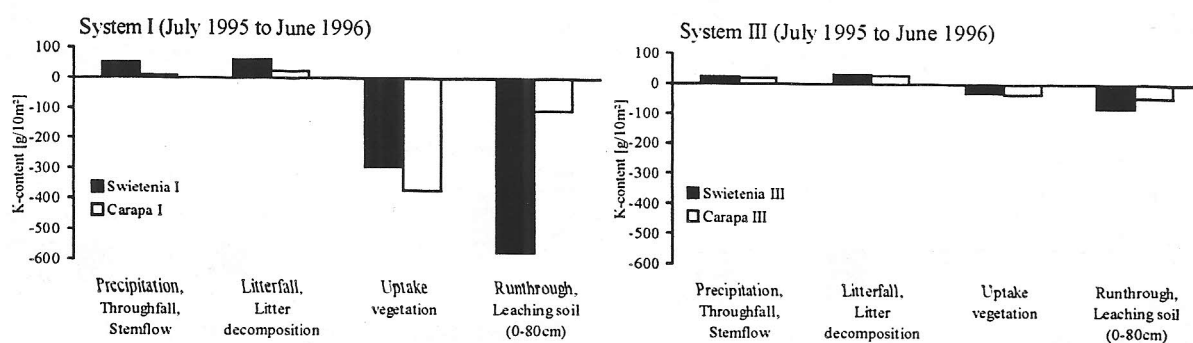 System I (July 1995 to June 1996)
K-content [g/10m²]
100
0
-100
-200
-300
-400
-500
-600
Swietenia I
Carapa I
Precipitation,
Throughfall,
Stemflow
Litterfall,
Litter
decomposition
Uptake
vegetation
Runthrough,
Leaching soil
(0-80cm)
System III (July 1995 to June 1996)
K-content [g/10m²]
100
0
-100
-200
-300
-400
-500
-600
Swietenia III
Carapa III
Precipitation,
Throughfall,
Stemflow
Litterfall,
Litter
decomposition
Uptake
vegetation
Runthrough,
Leaching soil
(0-80cm)